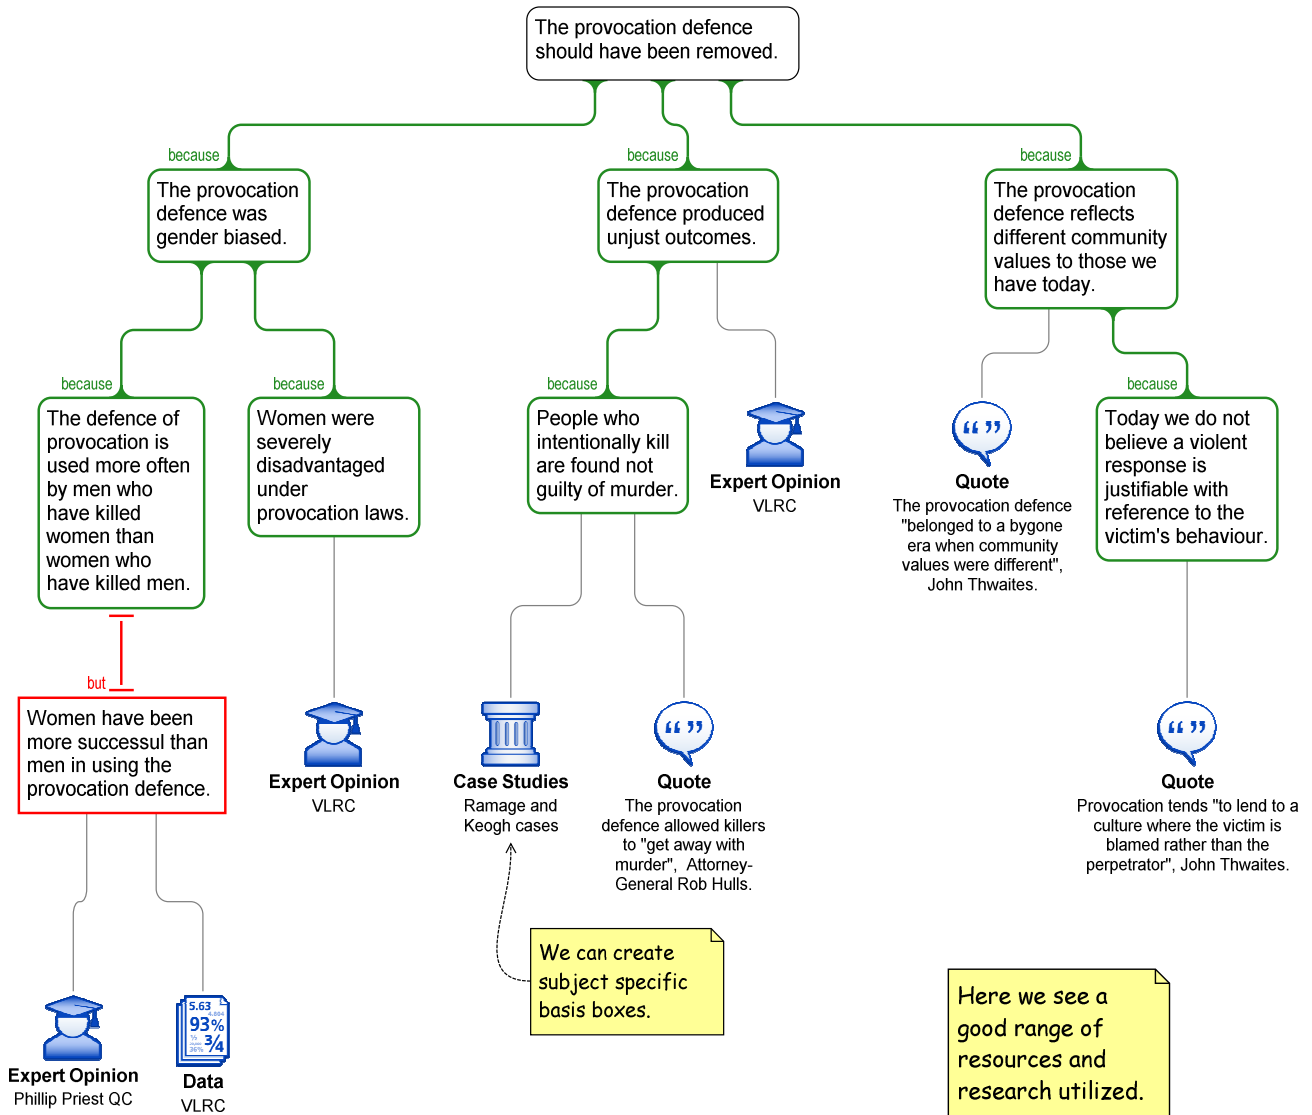 The provocation defence
should have been removed.
because
The provocation
defence was
gender biased.
because
The provocation
defence produced
unjust outcomes.
because
The provocation
defence reflects
different community
values to those we
have today.
because
The defence of
provocation is
used more often
by men who
have killed
women than
women who
have killed men.
because
Women were
severely
disadvantaged
under
provocation laws.
because
People who
intentionally kill
are found not
guilty of murder.
Expert Opinion
VLRC
“ ”
Quote
The provocation defence
"belonged to a bygone
era when community
values were different",
John Thwaites.
because
Today we do not
believe a violent
response is
justifiable with
reference to the
victim's behaviour.
but
Women have been
more successul than
men in using the
provocation defence.
Expert Opinion
VLRC
Case Studies
Ramage and
Keogh cases
“ ”
Quote
The provocation
defence allowed killers
to "get away with
murder", Attorney-
General Rob Hulls.
“ ”
Quote
Provocation tends "to lend to a
culture where the victim is
blamed rather than the
perpetrator", John Thwaites.
We can create
subject specific
basis boxes.
Here we see a
good range of
resources and
research utilized.
Expert Opinion
Phillip Priest QC
5.63
93%
3/4
36%
Data
VLRC